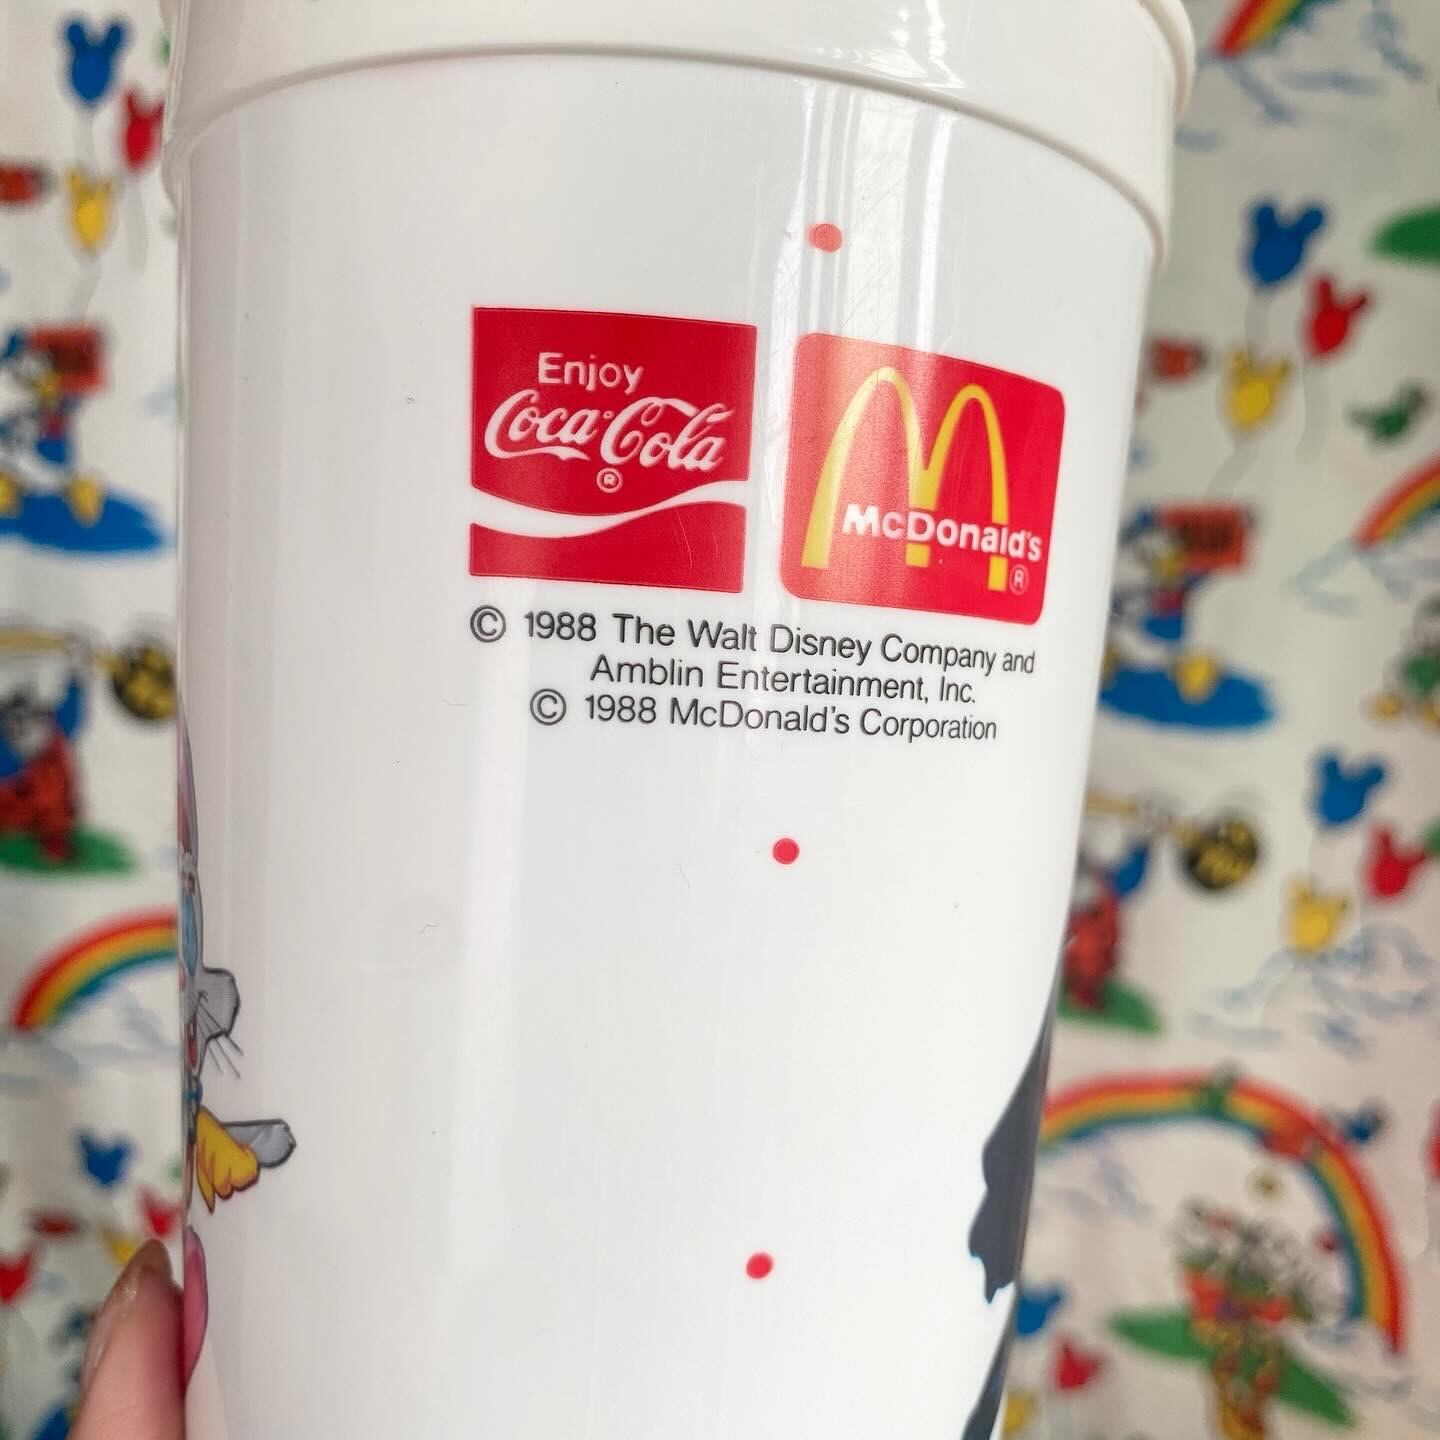 Enjoy
Coca-Cola
®
McDonald's
®
© 1988 The Walt Disney Company and
Amblin Entertainment, Inc.
© 1988 McDonald's Corporation